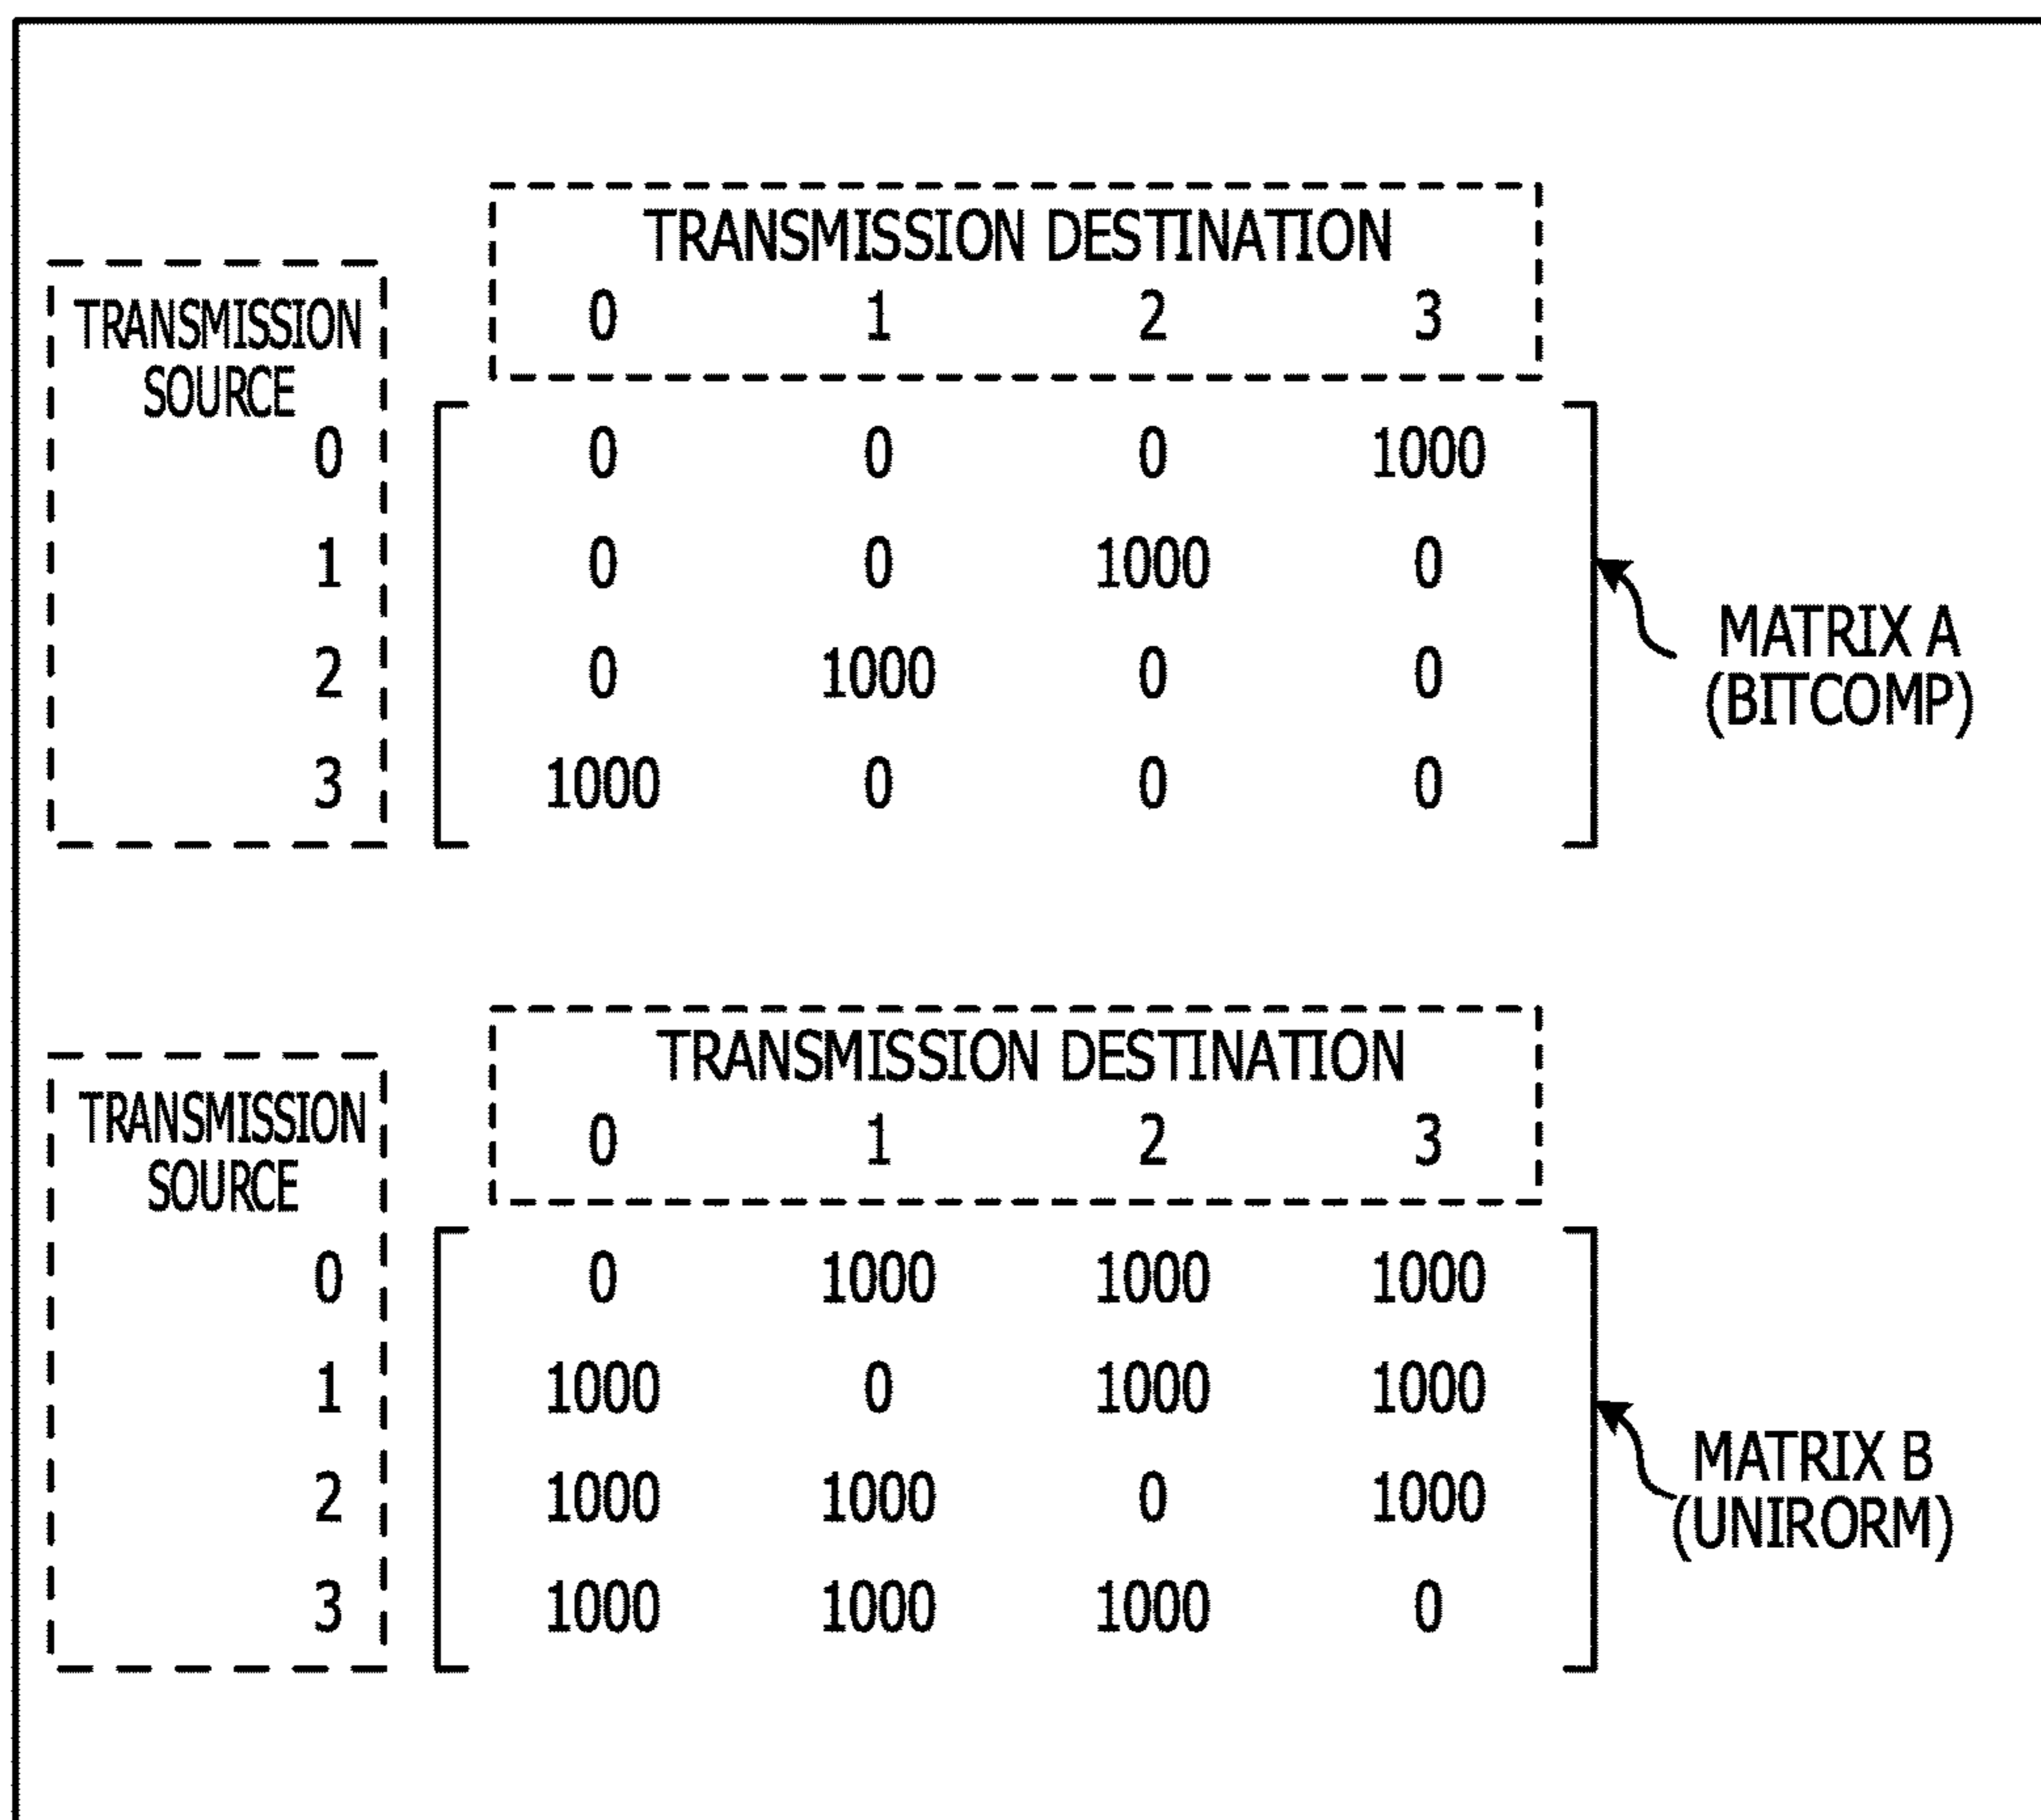 TRANSMISSION DESTINATION
0 1 2 3
TRANSMISSION
SOURCE
0 0 0 0 1000
1 0 0 1000 0
2 0 1000 0 0
3 1000 0 0 0
MATRIX A
(BITCOMP)
TRANSMISSION DESTINATION
0 1 2 3
TRANSMISSION
SOURCE
0 0 1000 1000 1000
1 1000 0 1000 1000
2 1000 1000 0 1000
3 1000 1000 1000 0
MATRIX B
(UNIRORM)